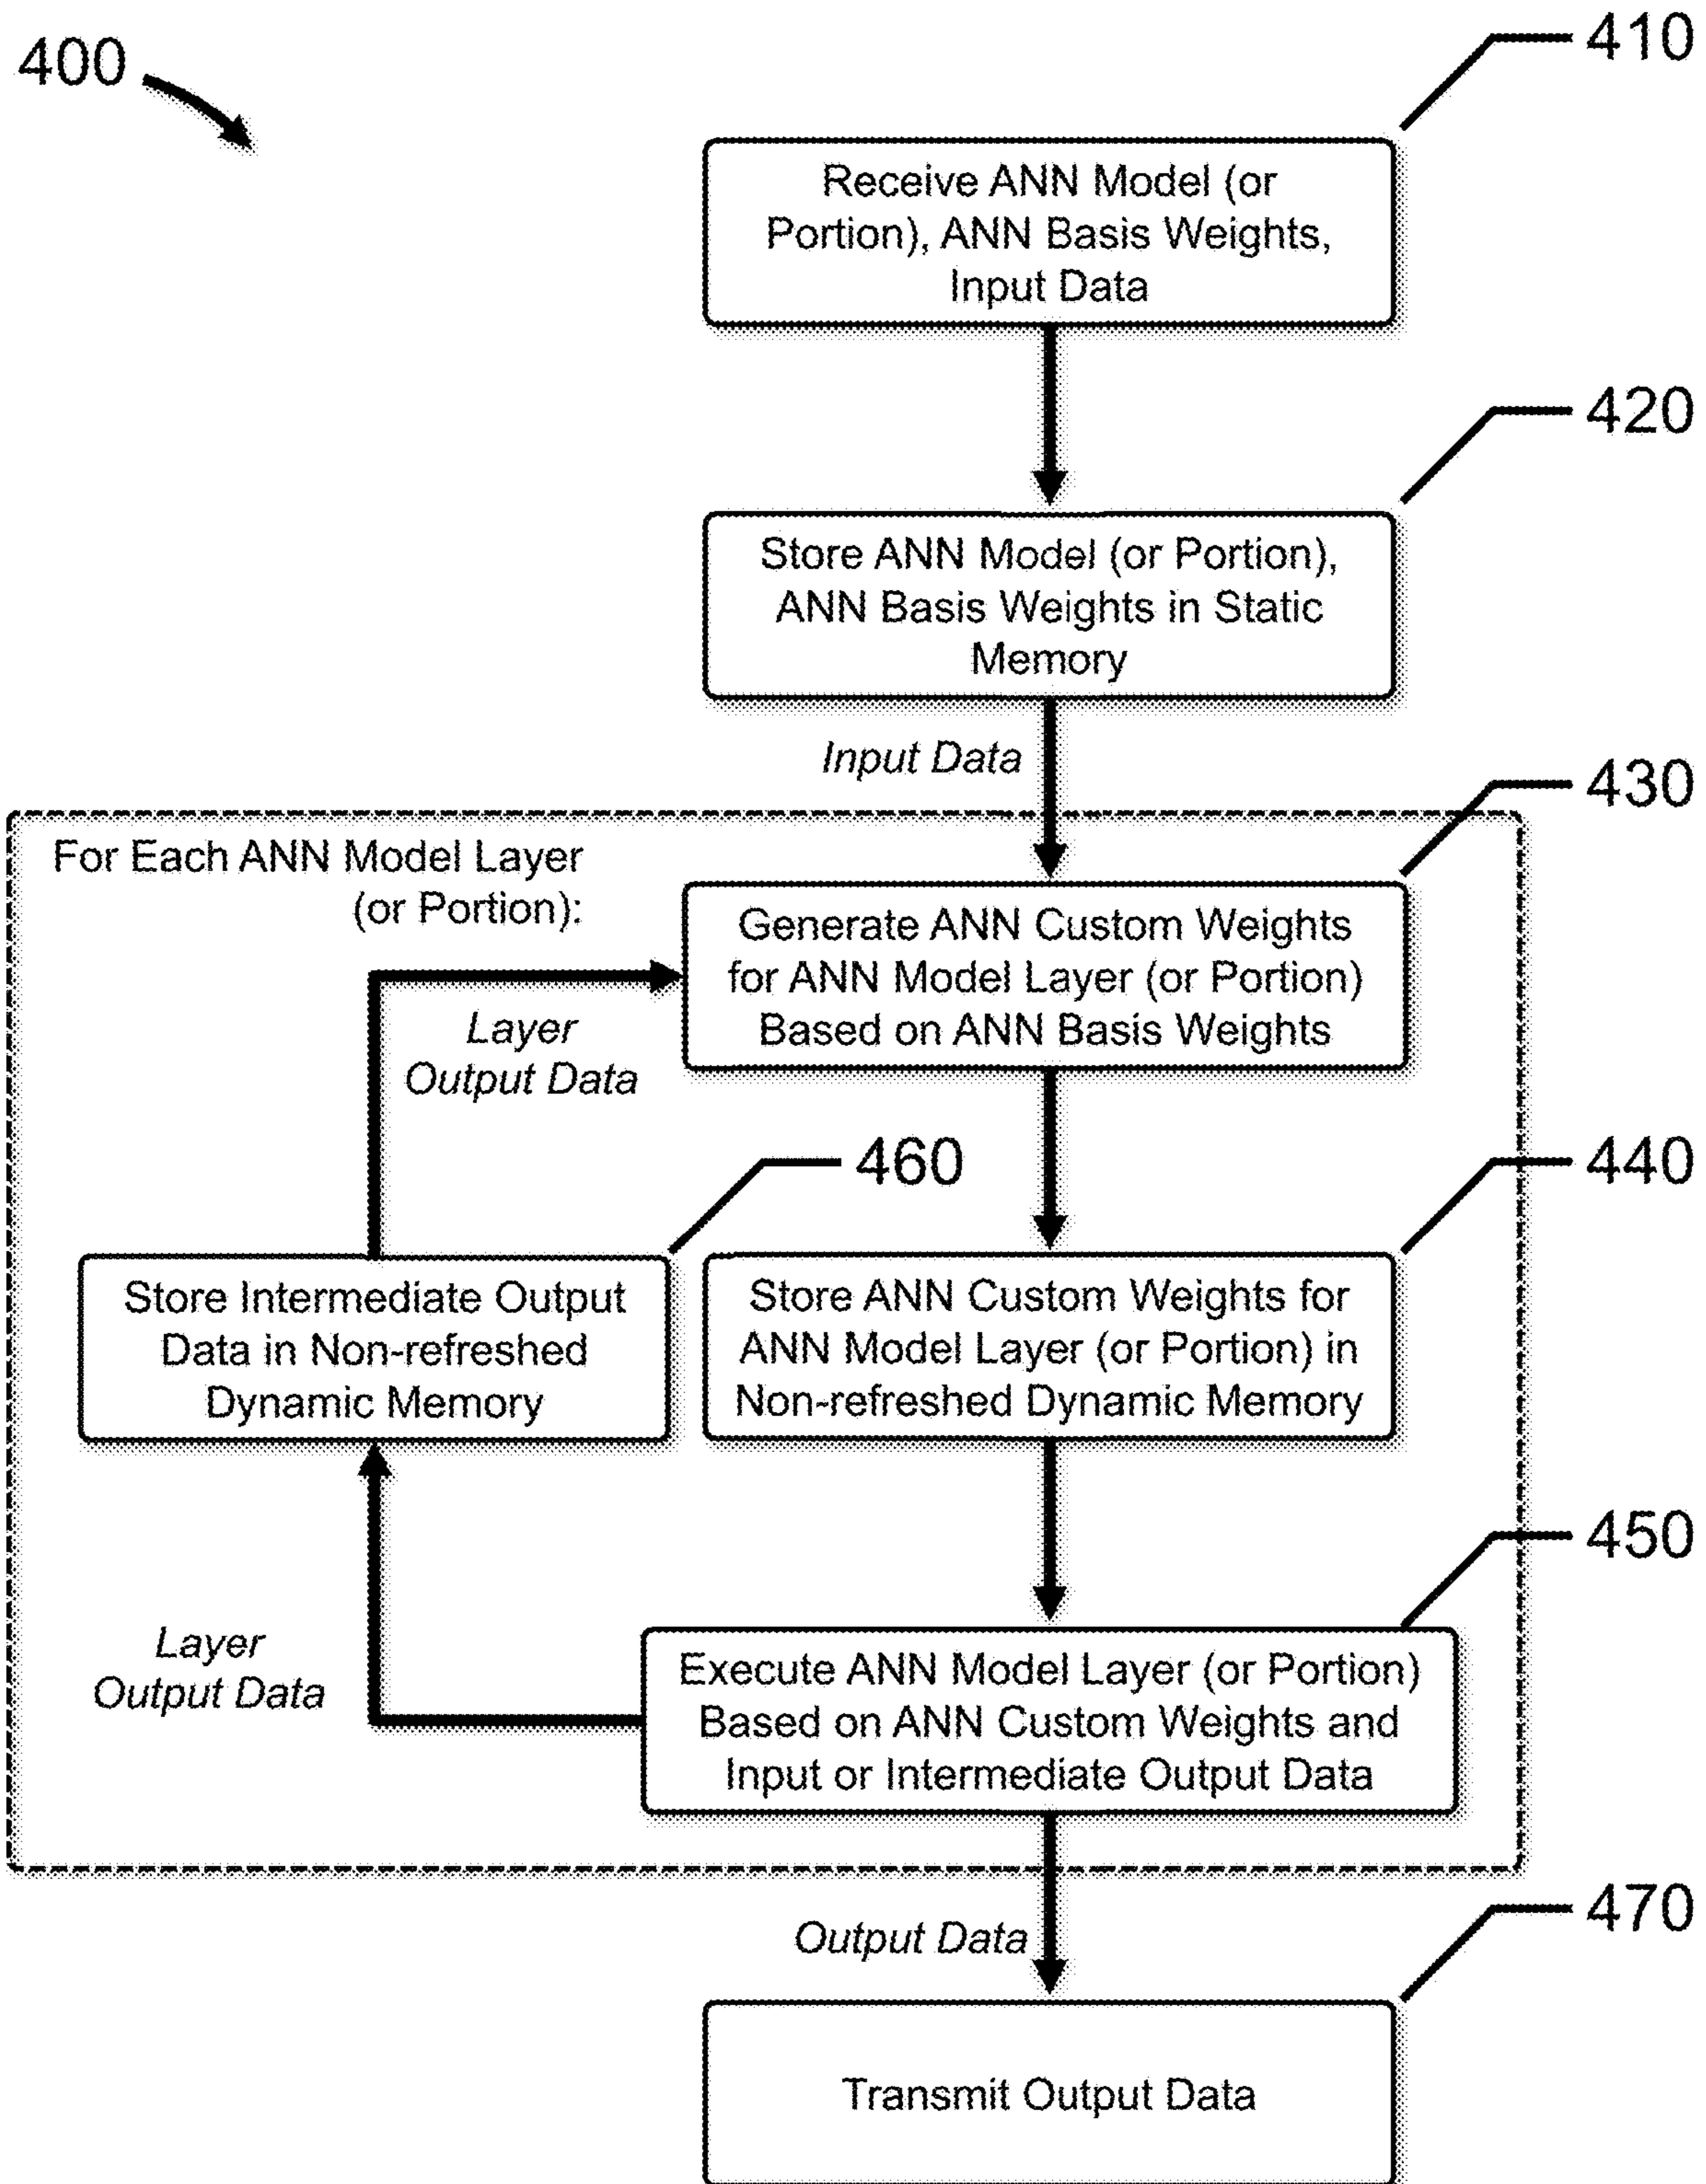 400
410
Receive ANN Model (or
Portion), ANN Basis Weights,
Input Data
420
Store ANN Model (or Portion),
ANN Basis Weights in Static
Memory
Input Data
430
For Each ANN Model Layer
(or Portion):
Generate ANN Custom Weights
for ANN Model Layer (or Portion)
Based on ANN Basis Weights
Layer
Output Data
460
440
Store Intermediate Output
Data in Non-refreshed
Dynamic Memory
Store ANN Custom Weights for
ANN Model Layer (or Portion) in
Non-refreshed Dynamic Memory
450
Layer
Output Data
Execute ANN Model Layer (or Portion)
Based on ANN Custom Weights and
Input or Intermediate Output Data
470
Output Data
Transmit Output Data